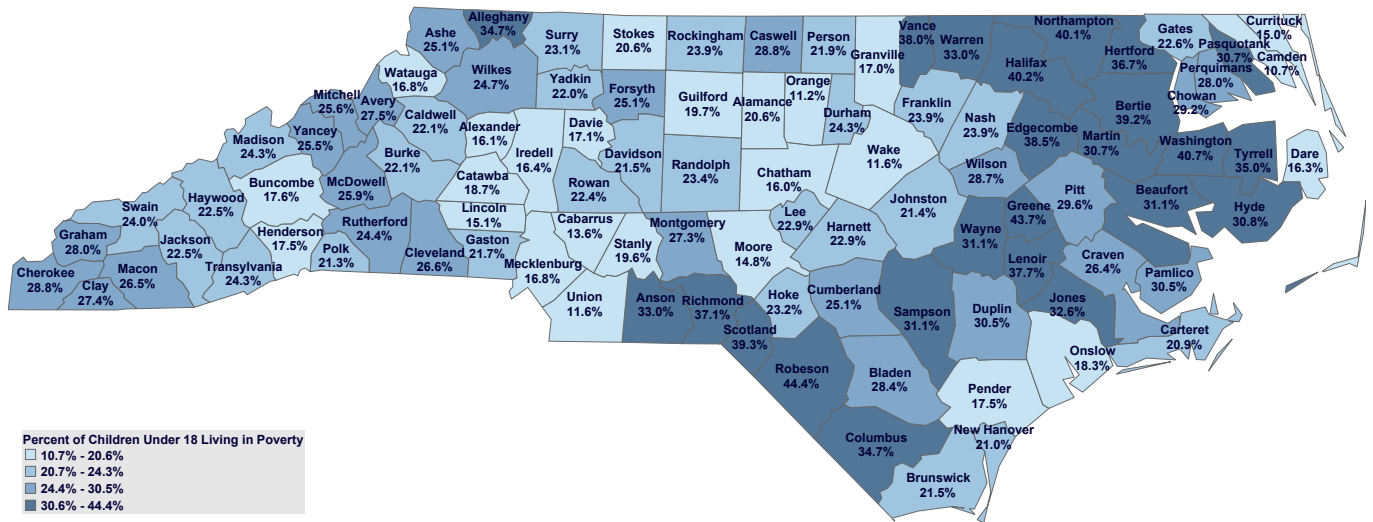 Alleghany
34.7%
Ashe
25.1%
Surry
23.1%
Stokes
20.6%
Rockingham
23.9%
Caswell
28.8%
Person
21.9%
Granville
17.0%
Vance
38.0%
Warren
33.0%
Northampton
40.1%
Halifax
40.2%
Hertford
36.7%
Gates
22.6%
Currituck
15.0%
Pasquotank
30.7%
Camden
10.7%
Perquimans
28.0%
Chowan
29.2%
Watauga
16.8%
Wilkes
24.7%
Yadkin
22.0%
Forsyth
25.1%
Guilford
19.7%
Alamance
20.6%
Orange
11.2%
Durham
24.3%
Franklin
23.9%
Nash
23.9%
Edgecombe
38.5%
Bertie
39.2%
Martin
30.7%
Washington
40.7%
Tyrrell
35.0%
Dare
16.3%
Mitchell
25.6%
Avery
27.5%
Caldwell
22.1%
Alexander
16.1%
Iredell
16.4%
Davie
17.1%
Davidson
21.5%
Randolph
23.4%
Chatham
16.0%
Wake
11.6%
Wilson
28.7%
Pitt
29.6%
Beaufort
31.1%
Hyde
30.8%
Madison
24.3%
Yancey
25.5%
Burke
22.1%
McDowell
25.9%
Catawba
18.7%
Rowan
22.4%
Lee
22.9%
Johnston
21.4%
Harnett
22.9%
Wayne
31.1%
Greene
43.7%
Lenoir
37.7%
Craven
26.4%
Pamlico
30.5%
Swain
24.0%
Haywood
22.5%
Buncombe
17.6%
Graham
28.0%
Jackson
22.5%
Henderson
17.5%
Rutherford
24.4%
Polk
21.3%
Cleveland
26.6%
Lincoln
15.1%
Gaston
21.7%
Mecklenburg
16.8%
Cabarrus
13.6%
Stanly
19.6%
Montgomery
27.3%
Moore
14.8%
Cherokee
28.8%
Clay
27.4%
Macon
26.5%
Transylvania
24.3%
Union
11.6%
Anson
33.0%
Richmond
37.1%
Scotland
39.3%
Hoke
23.2%
Cumberland
25.1%
Sampson
31.1%
Duplin
30.5%
Jones
32.6%
Onslow
18.3%
Carteret
20.9%
Robeson
44.4%
Bladen
28.4%
Pender
17.5%
Columbus
34.7%
New Hanover
21.0%
Brunswick
21.5%
Percent of Children Under 18 Living in Poverty
10.7% - 20.6%
20.7% - 24.3%
24.4% - 30.5%
30.6% - 44.4%